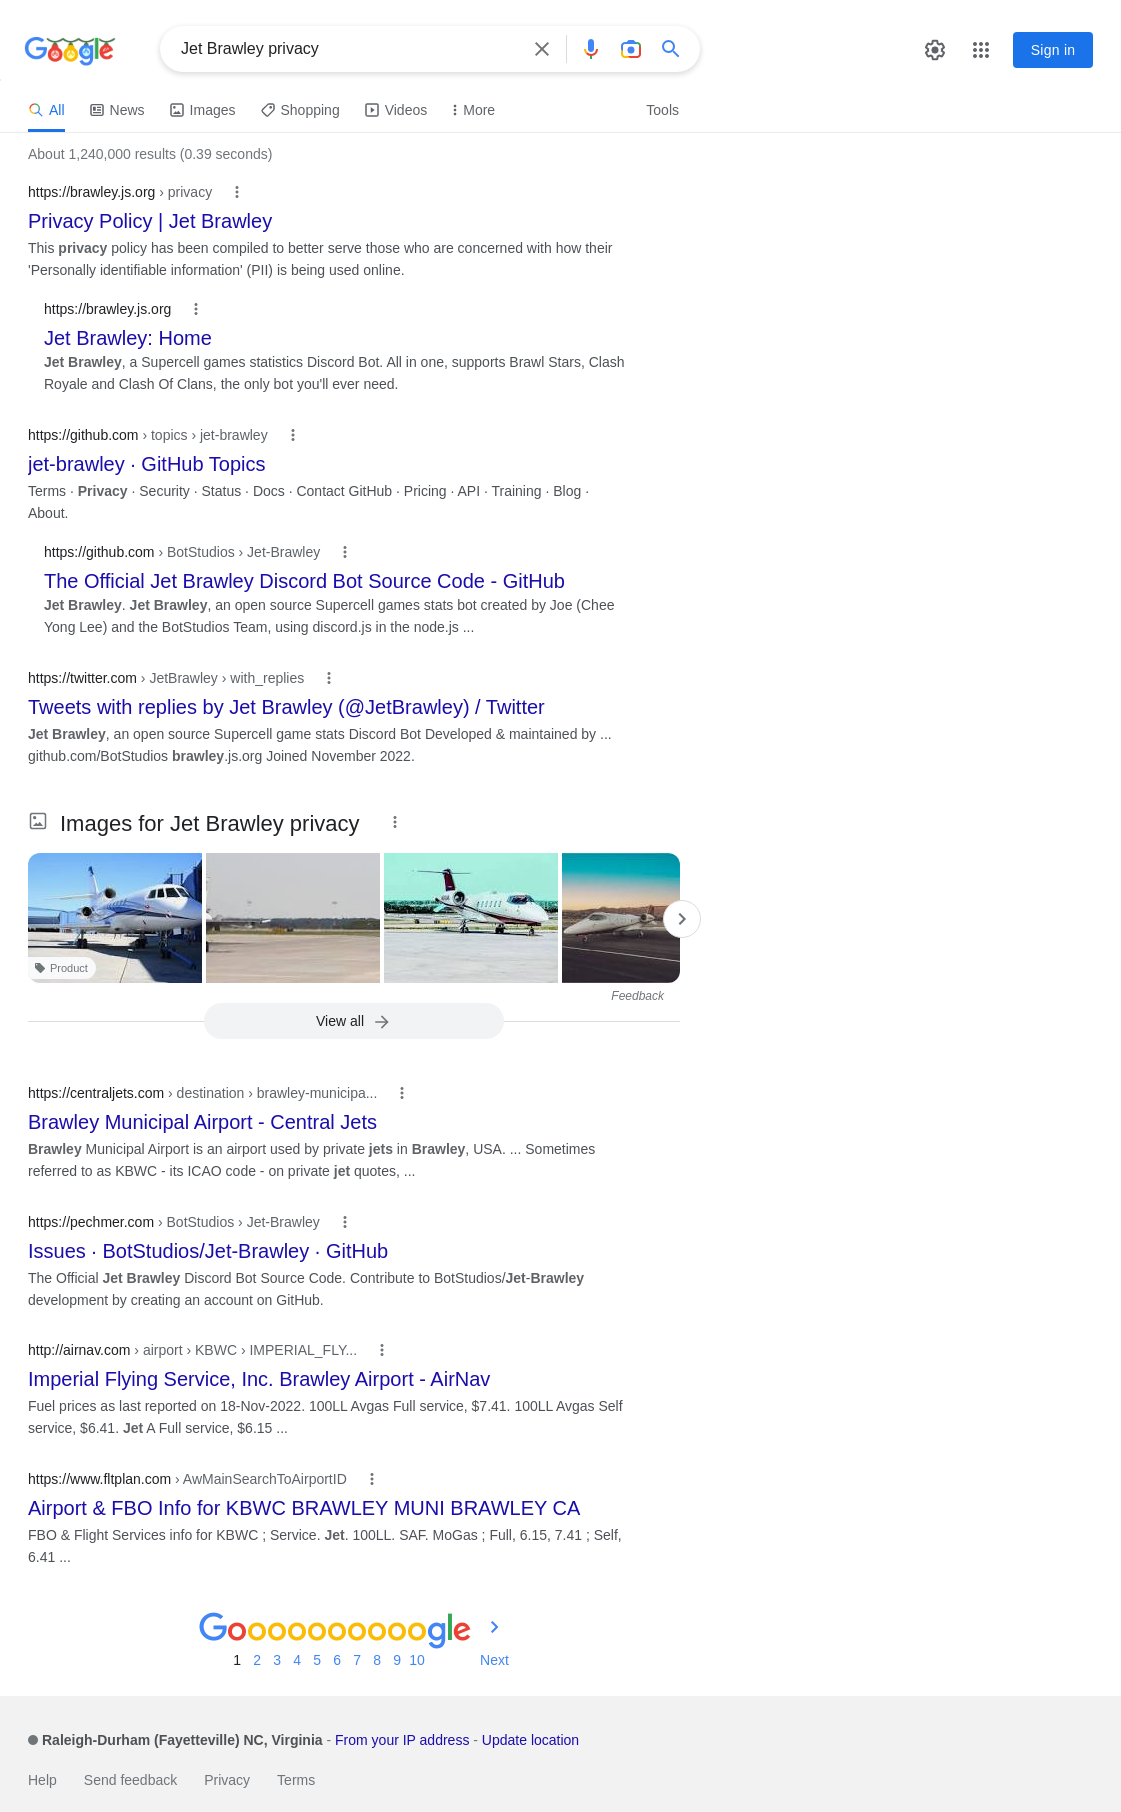 Google
Jet Brawley privacy
Sign in
All
News
Images
Shopping
Videos
More
Tools
About 1,240,000 results (0.39 seconds)
https://brawley.js.org › privacy
Privacy Policy | Jet Brawley
This privacy policy has been compiled to better serve those who are concerned with how their
'Personally identifiable information' (PII) is being used online.
https://brawley.js.org
Jet Brawley: Home
Jet Brawley, a Supercell games statistics Discord Bot. All in one, supports Brawl Stars, Clash
Royale and Clash Of Clans, the only bot you'll ever need.
https://github.com › topics › jet-brawley
jet-brawley · GitHub Topics
Terms · Privacy · Security · Status · Docs · Contact GitHub · Pricing · API · Training · Blog ·
About.
https://github.com › BotStudios › Jet-Brawley
The Official Jet Brawley Discord Bot Source Code - GitHub
Jet Brawley. Jet Brawley, an open source Supercell games stats bot created by Joe (Chee
Yong Lee) and the BotStudios Team, using discord.js in the node.js ...
https://twitter.com › JetBrawley › with_replies
Tweets with replies by Jet Brawley (@JetBrawley) / Twitter
Jet Brawley, an open source Supercell game stats Discord Bot Developed & maintained by ...
github.com/BotStudios brawley.js.org Joined November 2022.
Images for Jet Brawley privacy
Product
Feedback
View all
https://centraljets.com › destination › brawley-municipa...
Brawley Municipal Airport - Central Jets
Brawley Municipal Airport is an airport used by private jets in Brawley, USA. ... Sometimes
referred to as KBWC - its ICAO code - on private jet quotes, ...
https://pechmer.com › BotStudios › Jet-Brawley
Issues · BotStudios/Jet-Brawley · GitHub
The Official Jet Brawley Discord Bot Source Code. Contribute to BotStudios/Jet-Brawley
development by creating an account on GitHub.
http://airnav.com › airport › KBWC › IMPERIAL_FLY...
Imperial Flying Service, Inc. Brawley Airport - AirNav
Fuel prices as last reported on 18-Nov-2022. 100LL Avgas Full service, $7.41. 100LL Avgas Self
service, $6.41. Jet A Full service, $6.15 ...
https://www.fltplan.com › AwMainSearchToAirportID
Airport & FBO Info for KBWC BRAWLEY MUNI BRAWLEY CA
FBO & Flight Services info for KBWC ; Service. Jet. 100LL. SAF. MoGas ; Full, 6.15, 7.41 ; Self,
6.41 ...
Goooooooooogle
1 2 3 4 5 6 7 8 9 10 Next
Raleigh-Durham (Fayetteville) NC, Virginia - From your IP address - Update location
Help Send feedback Privacy Terms